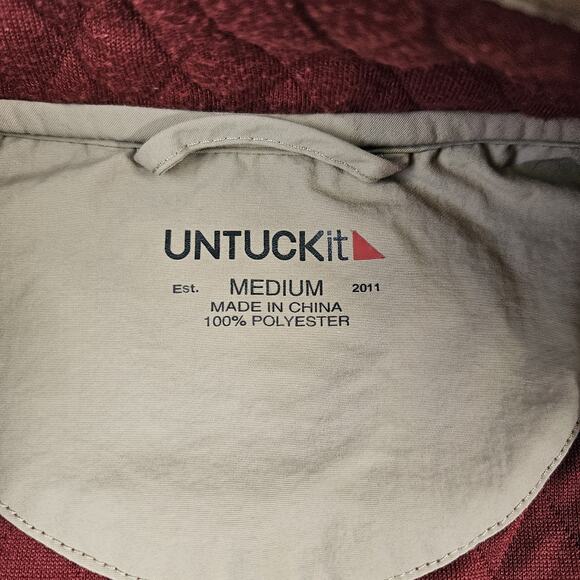 UNTUCKit
Est. MEDIUM 2011
MADE IN CHINA
100% POLYESTER